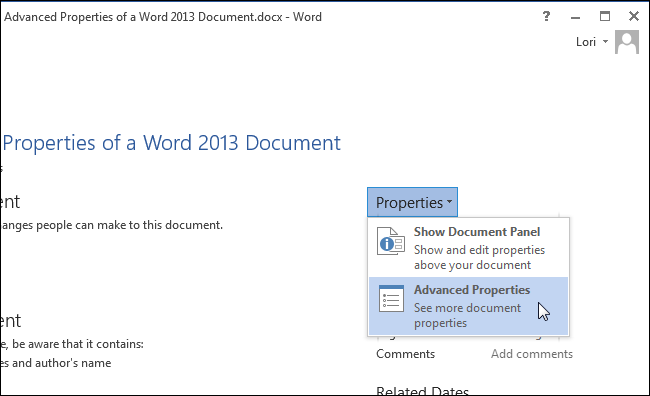 Advanced Properties of a Word 2013 Document.docx - Word
?
Lori
Properties of a Word 2013 Document
Properties
Show Document Panel
Show and edit properties
above your document
anges people can make to this document.
Advanced Properties
See more document
properties
, be aware that it contains:
es and author's name
Comments
Add comments
Related Dates